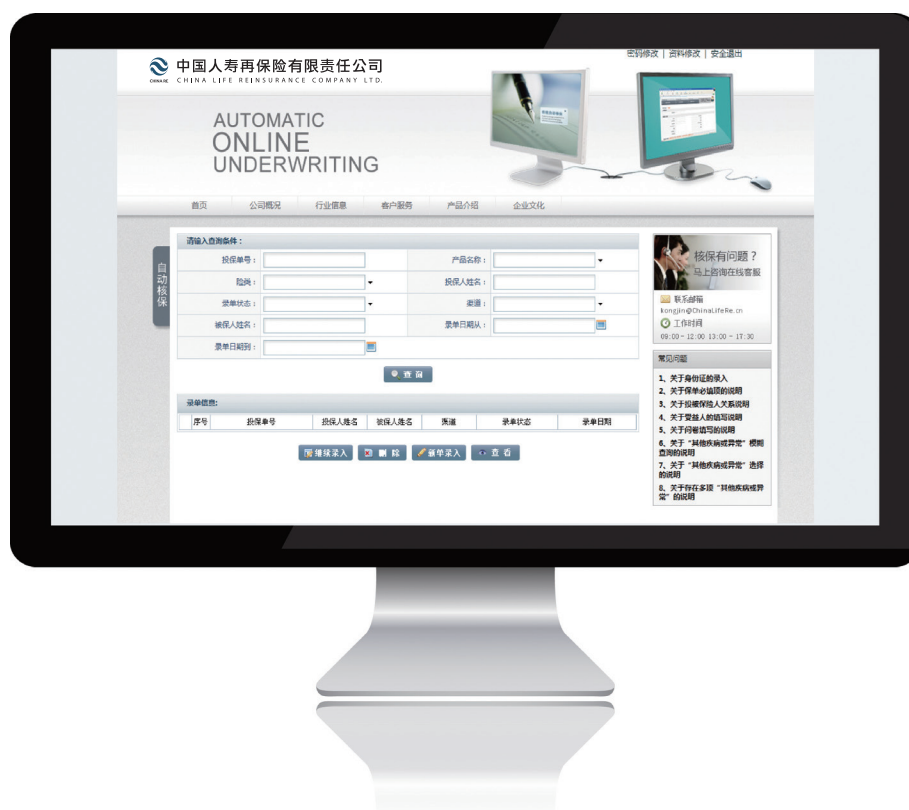 密码修改 | 资料修改 | 安全退出
中国人寿再保险有限责任公司
CHINA RE
CHINA LIFE REINSURANCE COMPANY LTD.
AUTOMATIC
ONLINE
UNDERWRITING
首页 公司概况 行业信息 客户服务 产品介绍 企业文化
自动核保
请输入查询条件：
投保单号： 产品名称：
险类： 投保人姓名：
录单状态： 渠道：
被保人姓名： 录单日期从：
录单日期到：
查询
录单信息:
序号 投保单号 投保人姓名 被保人姓名 渠道 录单状态 录单日期
继续录入 删 除 新单录入 查 看
核保有问题？
马上咨询在线客服
联系邮箱
kongjin@ChinaLifeRe.cn
工作时间
09:00－12:00 13:00－17:30
常见问题
1、关于身份证的录入
2、关于保单必填项的说明
3、关于投被保险人关系说明
4、关于受益人的填写说明
5、关于问卷填写的说明
6、关于“其他疾病或异常”模糊
查询的说明
7、关于“其他疾病或异常”选择
的说明
8、关于存在多项“其他疾病或异
常”的说明